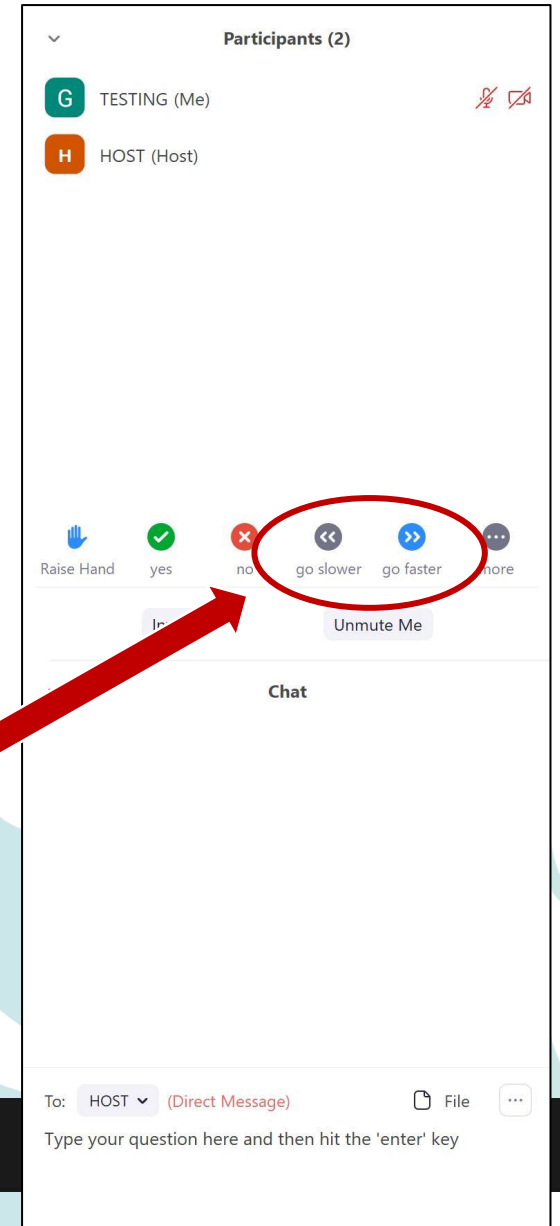 Participants (2)
G TESTING (Me)
H HOST (Host)
Raise Hand yes no go slower go faster more
Unmute Me
Chat
To: HOST (Direct Message) File
Type your question here and then hit the 'enter' key